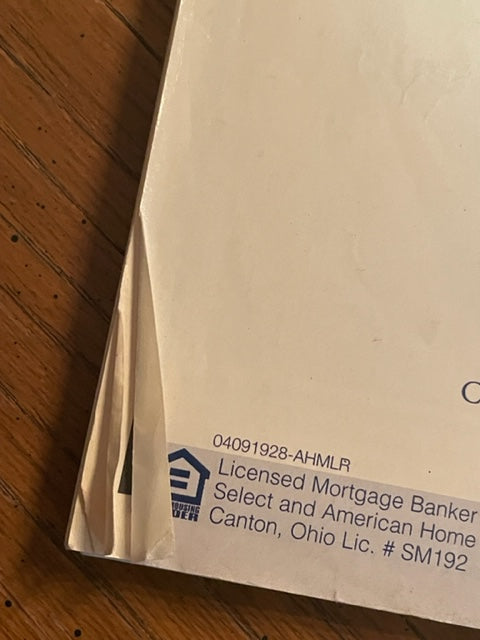 04091928-AHMLR
Licensed Mortgage Banker
Select and American Home
Canton, Ohio Lic. # SM192